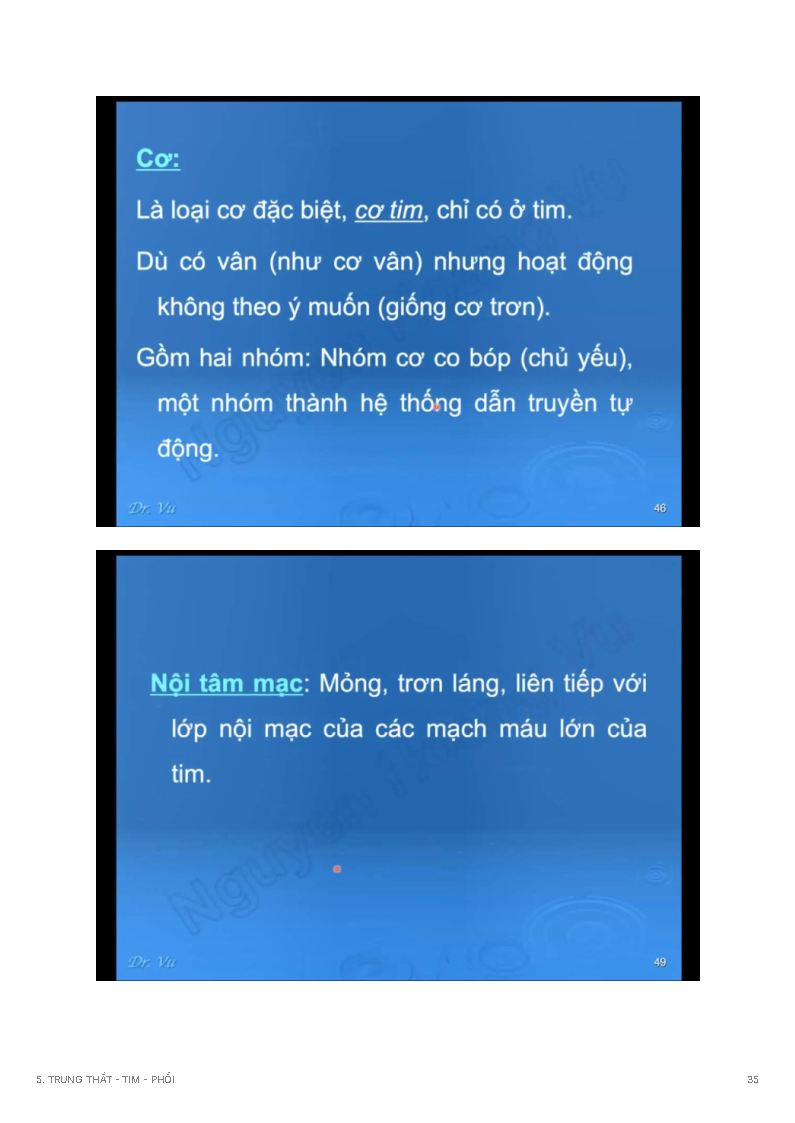 Cơ:
Là loại cơ đặc biệt, cơ tim, chỉ có ở tim.
Dù có vân (như cơ vân) nhưng hoạt động
không theo ý muốn (giống cơ trơn).
Gồm hai nhóm: Nhóm cơ co bóp (chủ yếu),
một nhóm thành hệ thống dẫn truyền tự
động.
Dr. Vu
46
Nội tâm mạc: Mỏng, trơn láng, liên tiếp với
lớp nội mạc của các mạch máu lớn của
tim.
Dr. Vu
49
5. TRUNG THẤT - TIM - PHỔI
35